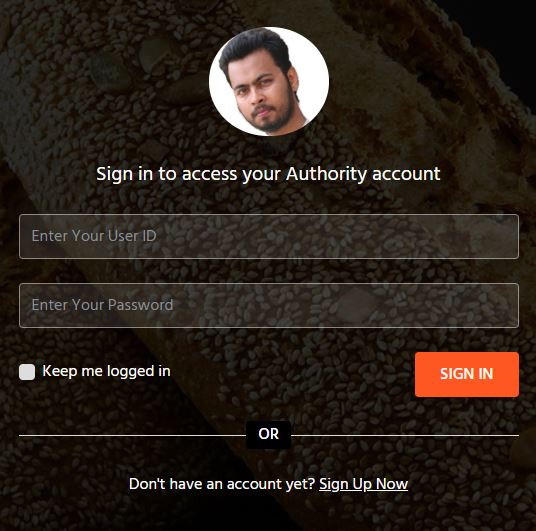 Sign in to access your Authority account
Enter Your User ID
Enter Your Password
Keep me logged in
SIGN IN
OR
Don't have an account yet? Sign Up Now